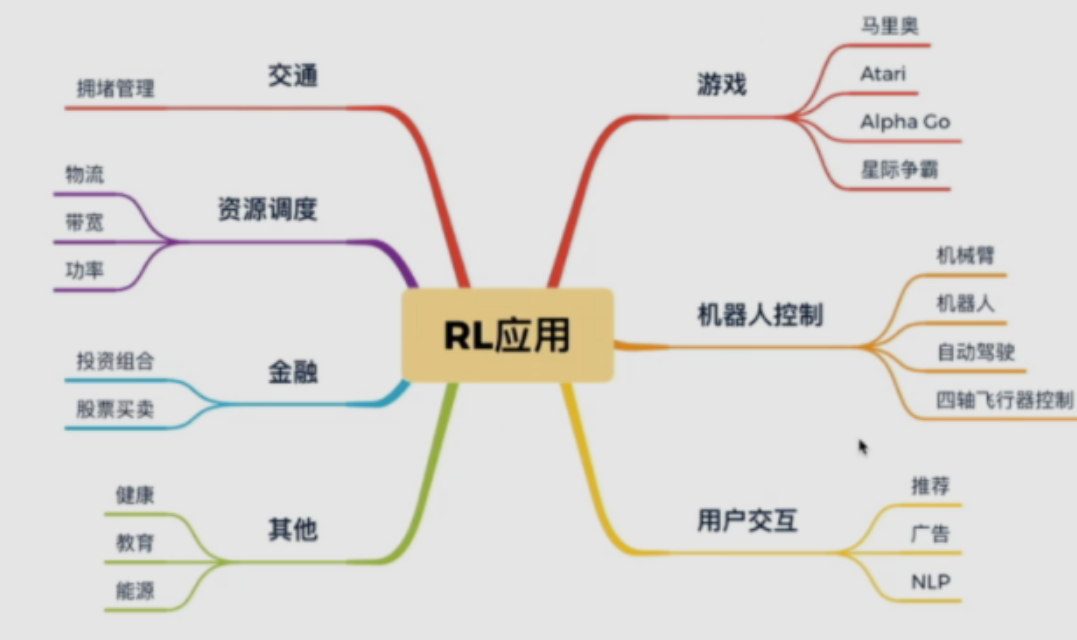 RL应用
交通
拥堵管理
资源调度
物流
带宽
功率
金融
投资组合
股票买卖
其他
健康
教育
能源
游戏
马里奥
Atari
Alpha Go
星际争霸
机器人控制
机械臂
机器人
自动驾驶
四轴飞行器控制
用户交互
推荐
广告
NLP